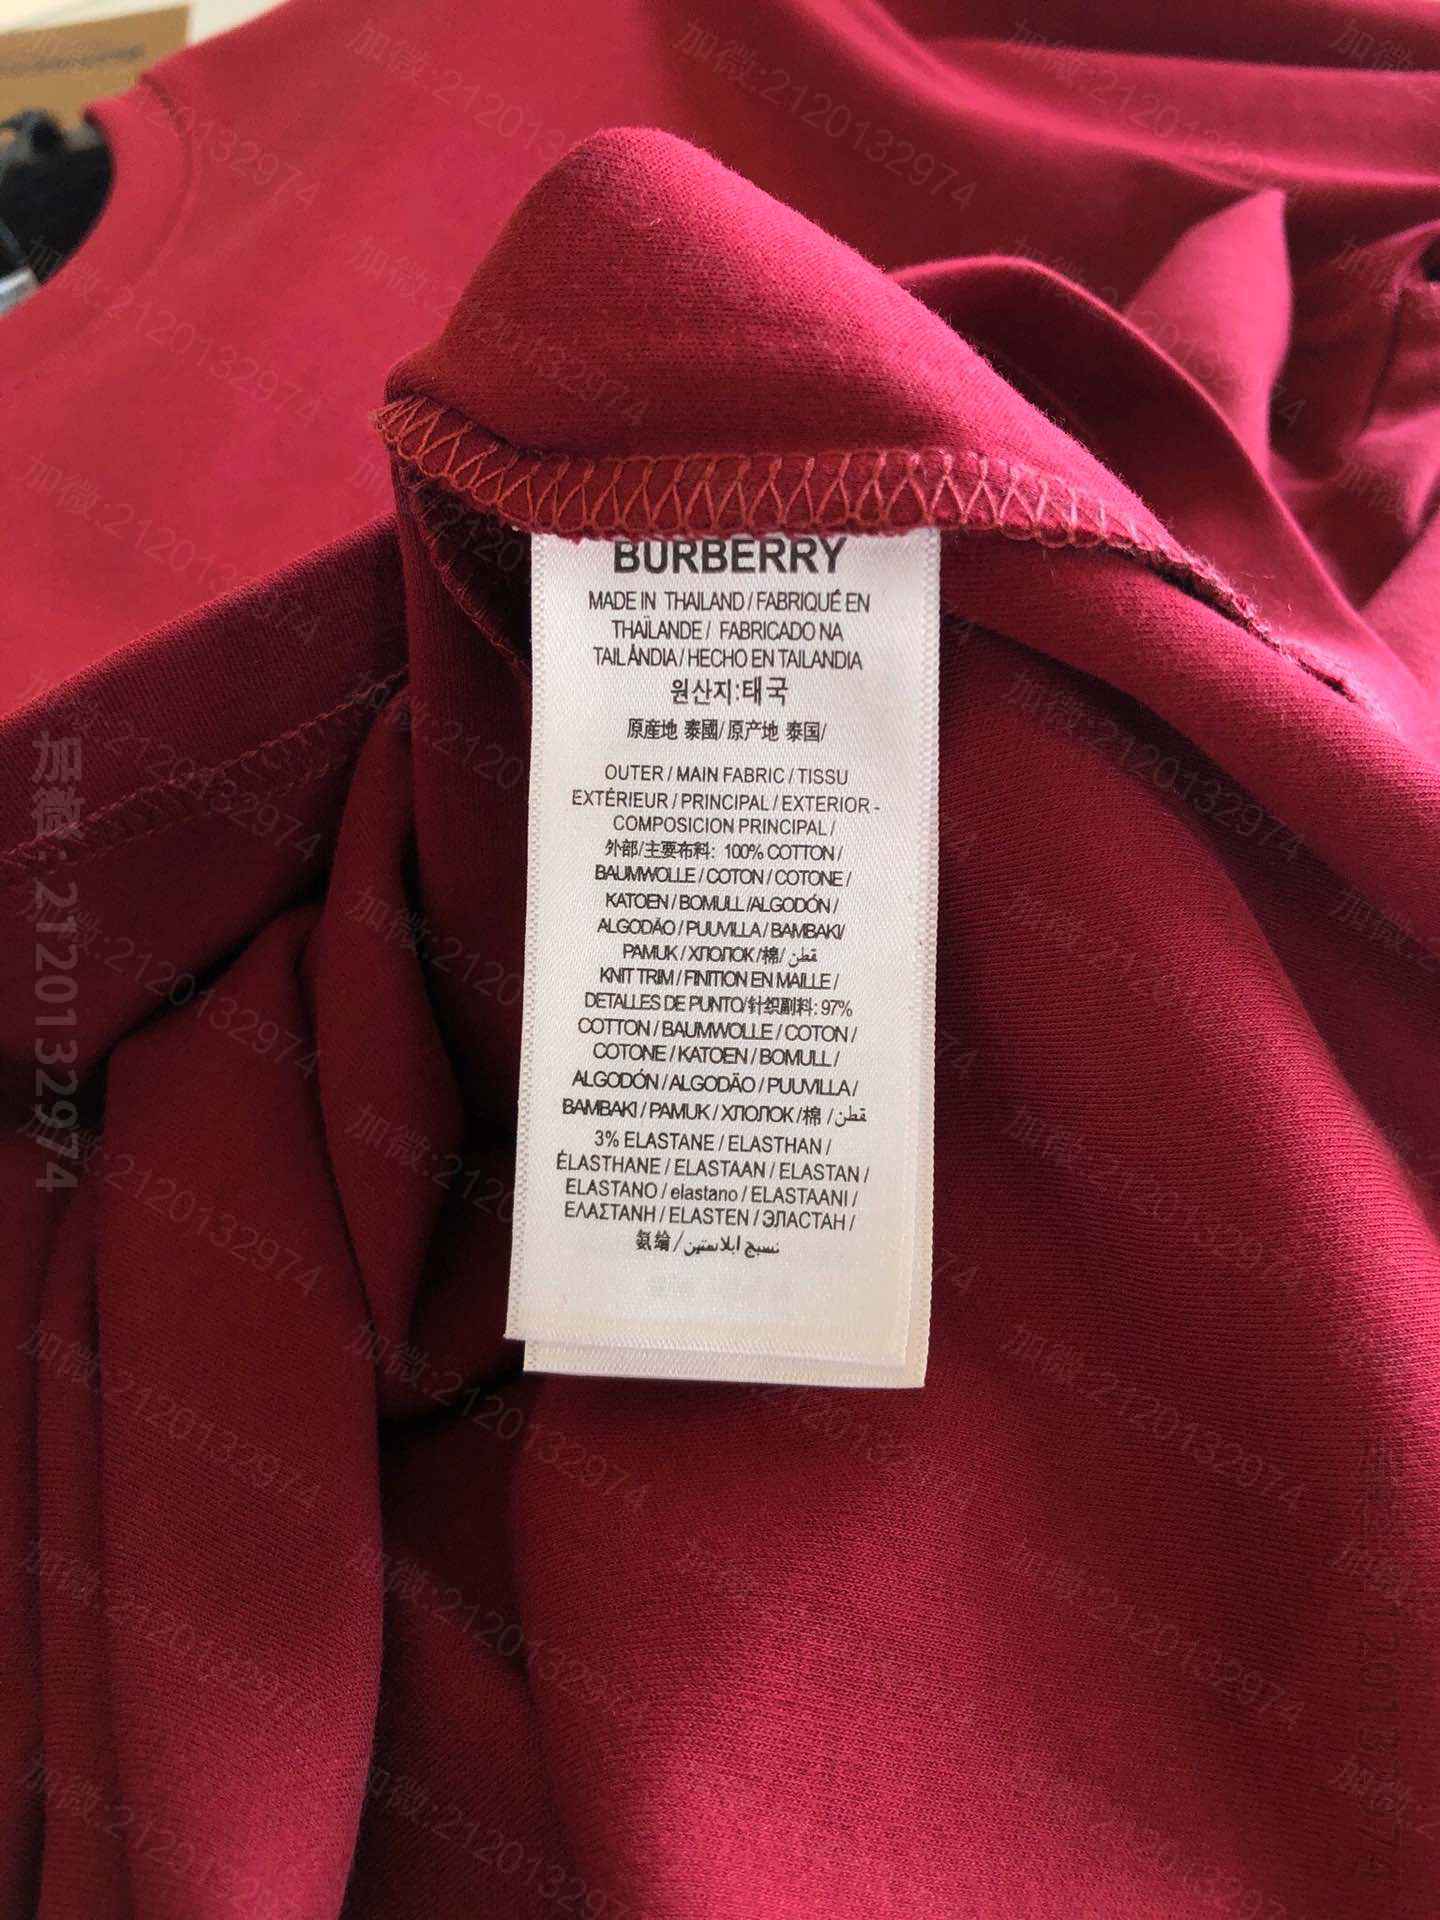 BURBERRY
MADE IN THAILAND / FABRIQUÉ EN
THAÏLANDE / FABRICADO NA
TAILÂNDIA / HECHO EN TAILANDIA
원산지:태국
原産地 泰國/ 原产地 泰国/
OUTER / MAIN FABRIC / TISSU
EXTÉRIEUR / PRINCIPAL / EXTERIOR -
COMPOSICION PRINCIPAL /
外部/主要布料: 100% COTTON /
BAUMWOLLE / COTON / COTONE /
KATOEN / BOMULL /ALGODÓN /
ALGODÃO / PUUVILLA / BAMBAKI/
PAMUK / ХЛОПОК /棉/ قطن
KNIT TRIM / FINITION EN MAILLE /
DETALLES DE PUNTO/针织副料: 97%
COTTON / BAUMWOLLE / COTON /
COTONE / KATOEN / BOMULL /
ALGODÓN / ALGODÃO / PUUVILLA /
BAMBAKI / PAMUK / ХЛОПОК /棉 / قطن
3% ELASTANE / ELASTHAN /
ÉLASTHANE / ELASTAAN / ELASTAN /
ELASTANO / elastano / ELASTAANI /
ΕΛΑΣΤΑΝΗ / ELASTEN / ЭЛАСТАН /
氨纶 / نسيج ايلاستين
加微:2120132974